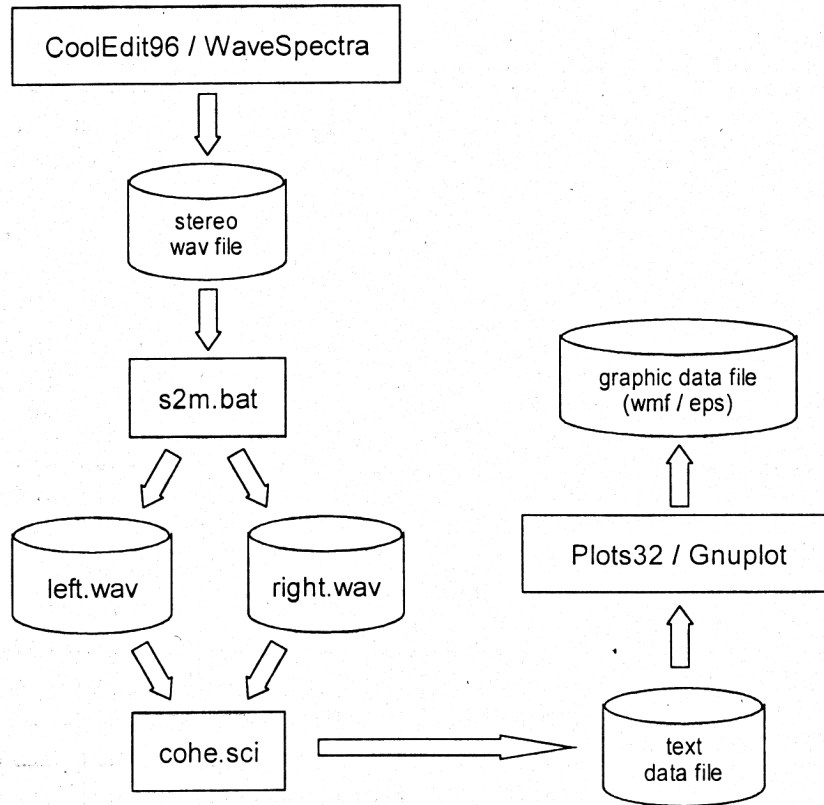 CoolEdit96 / WaveSpectra
stereo
wav file
s2m.bat
left.wav
right.wav
cohe.sci
text
data file
Plots32 / Gnuplot
graphic data file
(wmf / eps)